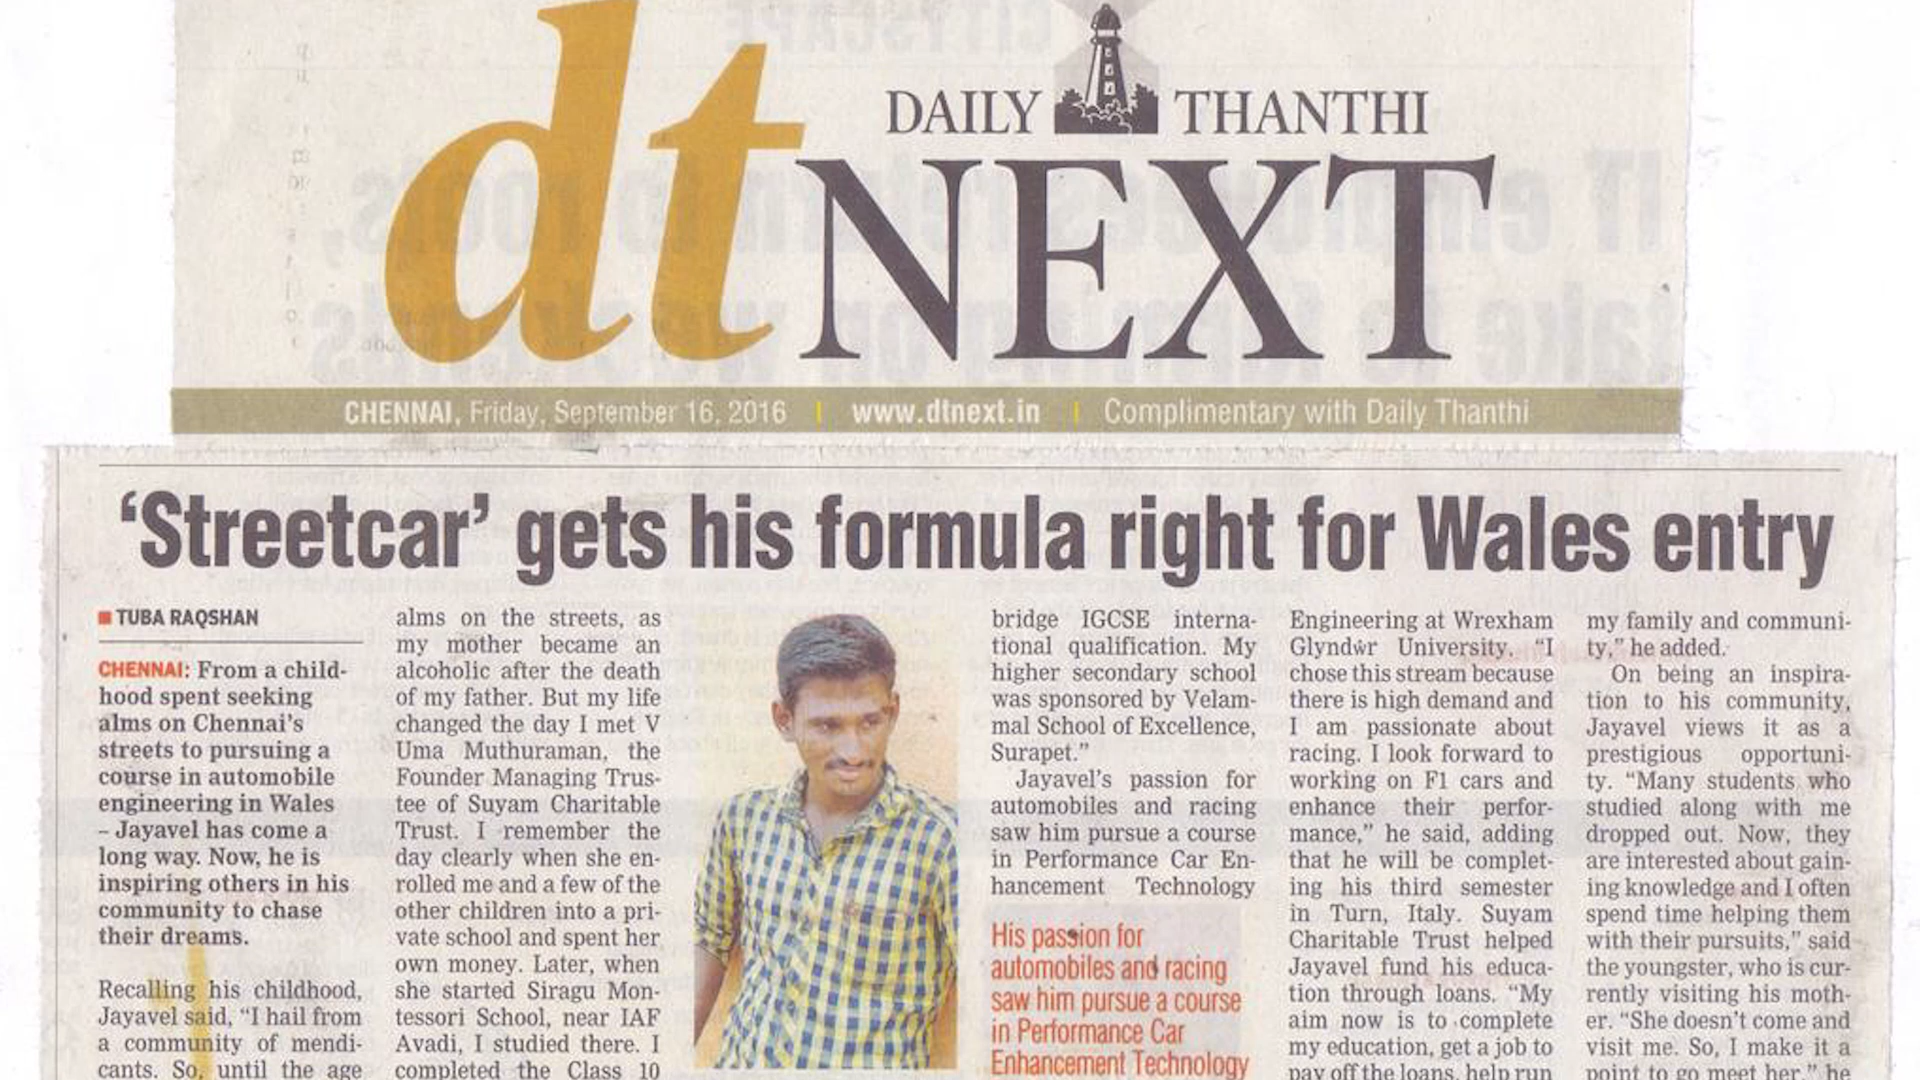 dt
DAILY THANTHI
NEXT
CHENNAI, Friday, September 16, 2016 | www.dtnext.in | Complimentary with Daily Thanthi
‘Streetcar’ gets his formula right for Wales entry
■ TUBA RAQSHAN
CHENNAI: From a child-
hood spent seeking
alms on Chennai's
streets to pursuing a
course in automobile
engineering in Wales
– Jayavel has come a
long way. Now, he is
inspiring others in his
community to chase
their dreams.
Recalling his childhood,
Jayavel said, “I hail from
a community of mendi-
cants. So, until the age
alms on the streets, as
my mother became an
alcoholic after the death
of my father. But my life
changed the day I met V
Uma Muthuraman, the
Founder Managing Trus-
tee of Suyam Charitable
Trust. I remember the
day clearly when she en-
rolled me and a few of the
other children into a pri-
vate school and spent her
own money. Later, when
she started Siragu Mon-
tessori School, near IAF
Avadi, I studied there. I
completed the Class 10
bridge IGCSE interna-
tional qualification. My
higher secondary school
was sponsored by Velam-
mal School of Excellence,
Surapet.”
Jayavel's passion for
automobiles and racing
saw him pursue a course
in Performance Car En-
hancement Technology
His passion for
automobiles and racing
saw him pursue a course
in Performance Car
Enhancement Technology
Engineering at Wrexham
Glyndŵr University. “I
chose this stream because
there is high demand and
I am passionate about
racing. I look forward to
working on F1 cars and
enhance their perfor-
mance,” he said, adding
that he will be complet-
ing his third semester
in Turn, Italy. Suyam
Charitable Trust helped
Jayavel fund his educa-
tion through loans. “My
aim now is to complete
my education, get a job to
pay off the loans, help run
my family and communi-
ty,” he added.
On being an inspira-
tion to his community,
Jayavel views it as a
prestigious opportuni-
ty. “Many students who
studied along with me
dropped out. Now, they
are interested about gain-
ing knowledge and I often
spend time helping them
with their pursuits,” said
the youngster, who is cur-
rently visiting his moth-
er. “She doesn't come and
visit me. So, I make it a
point to go meet her,” he